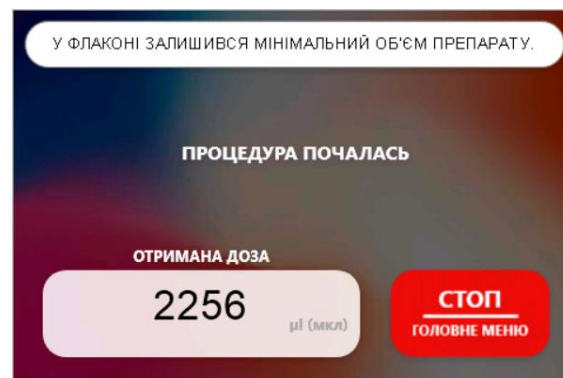 У ФЛАКОНІ ЗАЛИШИВСЯ МІНІМАЛЬНИЙ ОБ'ЄМ ПРЕПАРАТУ.
ПРОЦЕДУРА ПОЧАЛАСЬ
ОТРИМАНА ДОЗА
2256
µl (мкл)
СТОП
ГОЛОВНЕ МЕНЮ